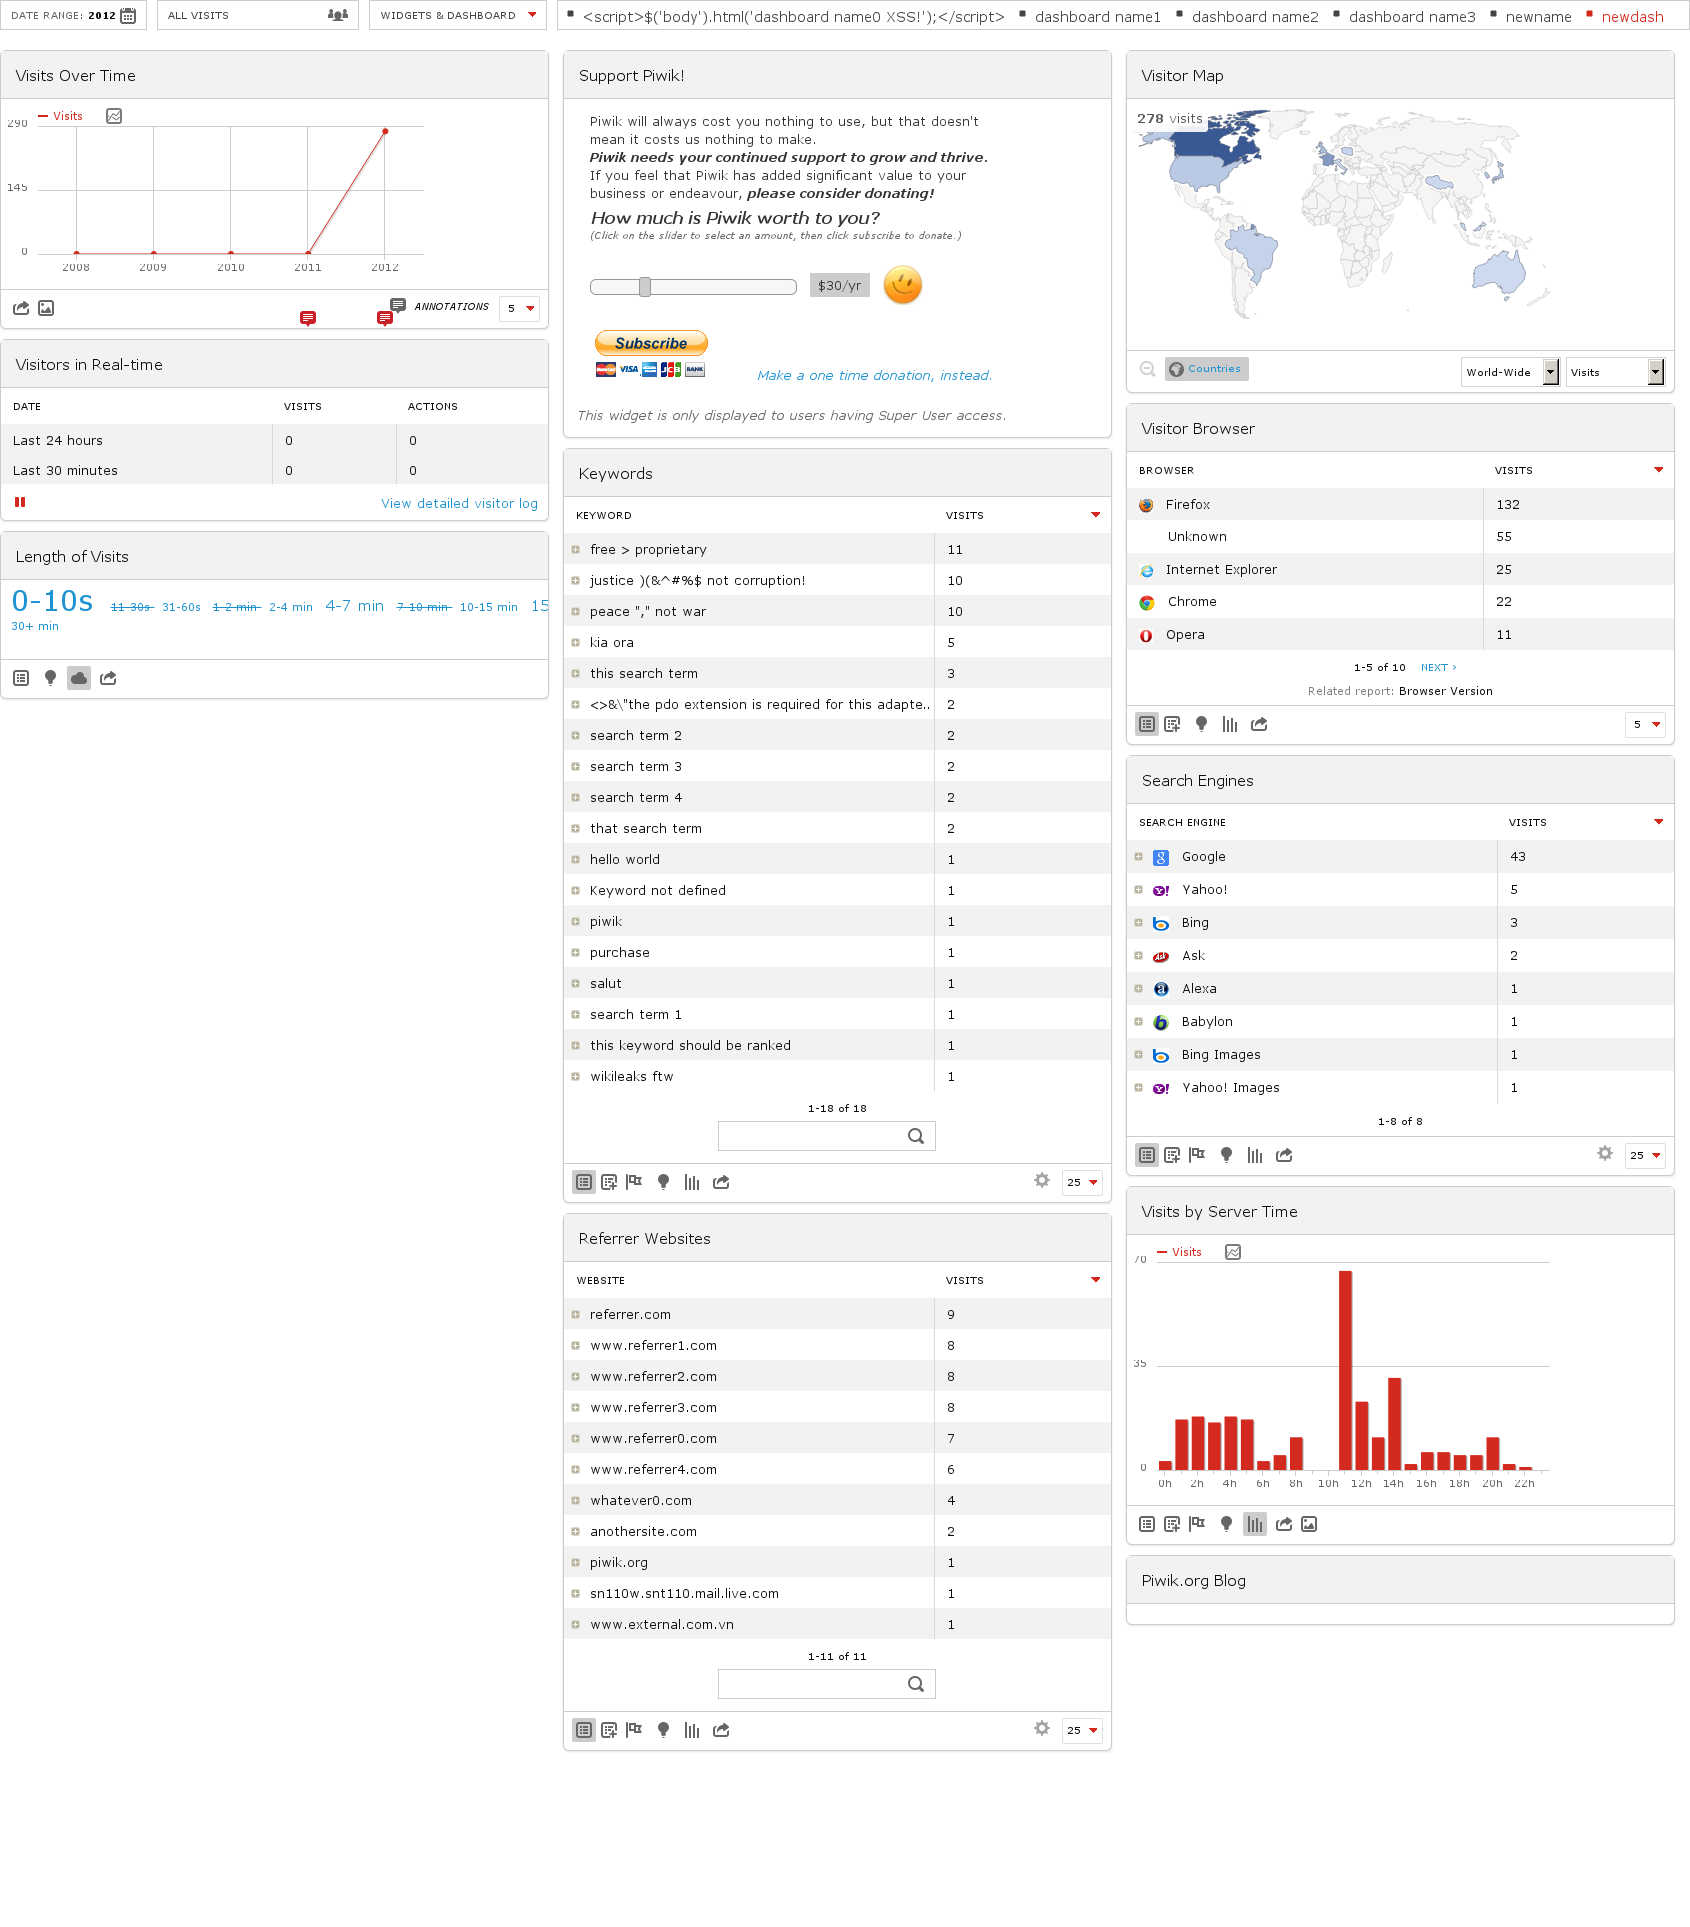 DATE RANGE: 2012
ALL VISITS
WIDGETS & DASHBOARD
<script>$('body').html('dashboard name0 XSS!');</script>
dashboard name1
dashboard name2
dashboard name3
newname
newdash
Visits Over Time
Visits
290
145
0
2008 2009 2010 2011 2012
ANNOTATIONS
5
Visitors in Real-time
DATE VISITS ACTIONS
Last 24 hours 0 0
Last 30 minutes 0 0
View detailed visitor log
Length of Visits
0-10s 11-30s 31-60s 1-2 min 2-4 min 4-7 min 7-10 min 10-15 min 15
30+ min
Support Piwik!
Piwik will always cost you nothing to use, but that doesn't
mean it costs us nothing to make.
Piwik needs your continued support to grow and thrive.
If you feel that Piwik has added significant value to your
business or endeavour, please consider donating!
How much is Piwik worth to you?
(Click on the slider to select an amount, then click subscribe to donate.)
$30/yr
Subscribe
MasterCard VISA JCB BANK
Make a one time donation, instead.
This widget is only displayed to users having Super User access.
Keywords
KEYWORD VISITS
free > proprietary 11
justice )(&^#%$ not corruption! 10
peace "," not war 10
kia ora 5
this search term 3
<>&\"the pdo extension is required for this adapte.. 2
search term 2 2
search term 3 2
search term 4 2
that search term 2
hello world 1
Keyword not defined 1
piwik 1
purchase 1
salut 1
search term 1 1
this keyword should be ranked 1
wikileaks ftw 1
1-18 of 18
25
Referrer Websites
WEBSITE VISITS
referrer.com 9
www.referrer1.com 8
www.referrer2.com 8
www.referrer3.com 8
www.referrer0.com 7
www.referrer4.com 6
whatever0.com 4
anothersite.com 2
piwik.org 1
sn110w.snt110.mail.live.com 1
www.external.com.vn 1
1-11 of 11
25
Visitor Map
278 visits
Countries
World-Wide
Visits
Visitor Browser
BROWSER VISITS
Firefox 132
Unknown 55
Internet Explorer 25
Chrome 22
Opera 11
1-5 of 10 NEXT ›
Related report: Browser Version
5
Search Engines
SEARCH ENGINE VISITS
Google 43
Yahoo! 5
Bing 3
Ask 2
Alexa 1
Babylon 1
Bing Images 1
Yahoo! Images 1
1-8 of 8
25
Visits by Server Time
Visits
70
35
0
0h 2h 4h 6h 8h 10h 12h 14h 16h 18h 20h 22h
Piwik.org Blog